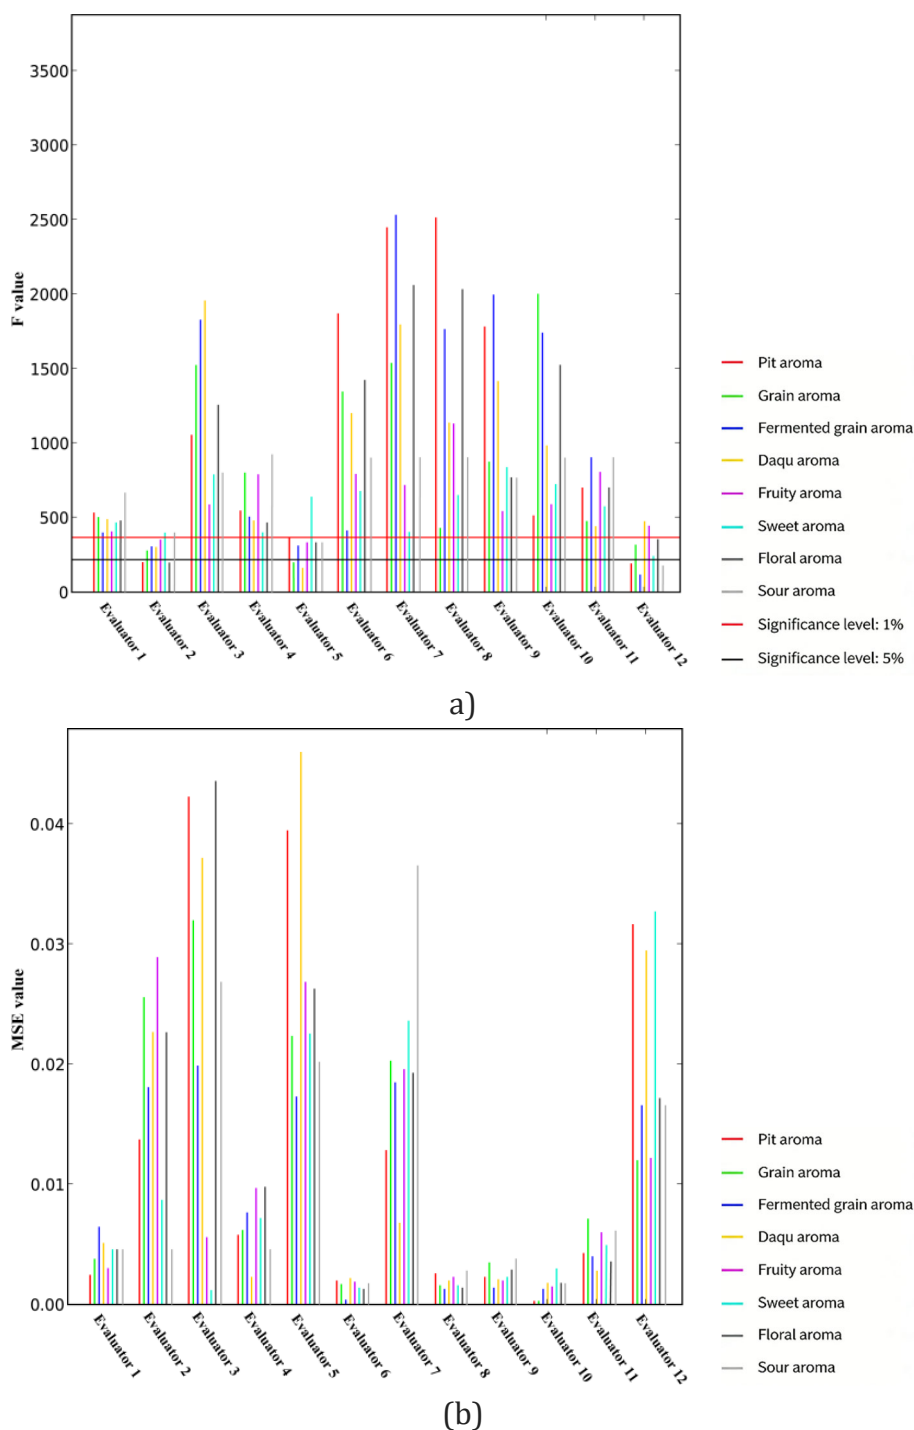 3500
3000
2500
2000
1500
1000
500
0
F value
Evaluator 1
Evaluator 2
Evaluator 3
Evaluator 4
Evaluator 5
Evaluator 6
Evaluator 7
Evaluator 8
Evaluator 9
Evaluator 10
Evaluator 11
Evaluator 12
Pit aroma
Grain aroma
Fermented grain aroma
Daqu aroma
Fruity aroma
Sweet aroma
Floral aroma
Sour aroma
Significance level: 1%
Significance level: 5%
a)
0.04
0.03
0.02
0.01
0.00
MSE value
Evaluator 1
Evaluator 2
Evaluator 3
Evaluator 4
Evaluator 5
Evaluator 6
Evaluator 7
Evaluator 8
Evaluator 9
Evaluator 10
Evaluator 11
Evaluator 12
Pit aroma
Grain aroma
Fermented grain aroma
Daqu aroma
Fruity aroma
Sweet aroma
Floral aroma
Sour aroma
(b)